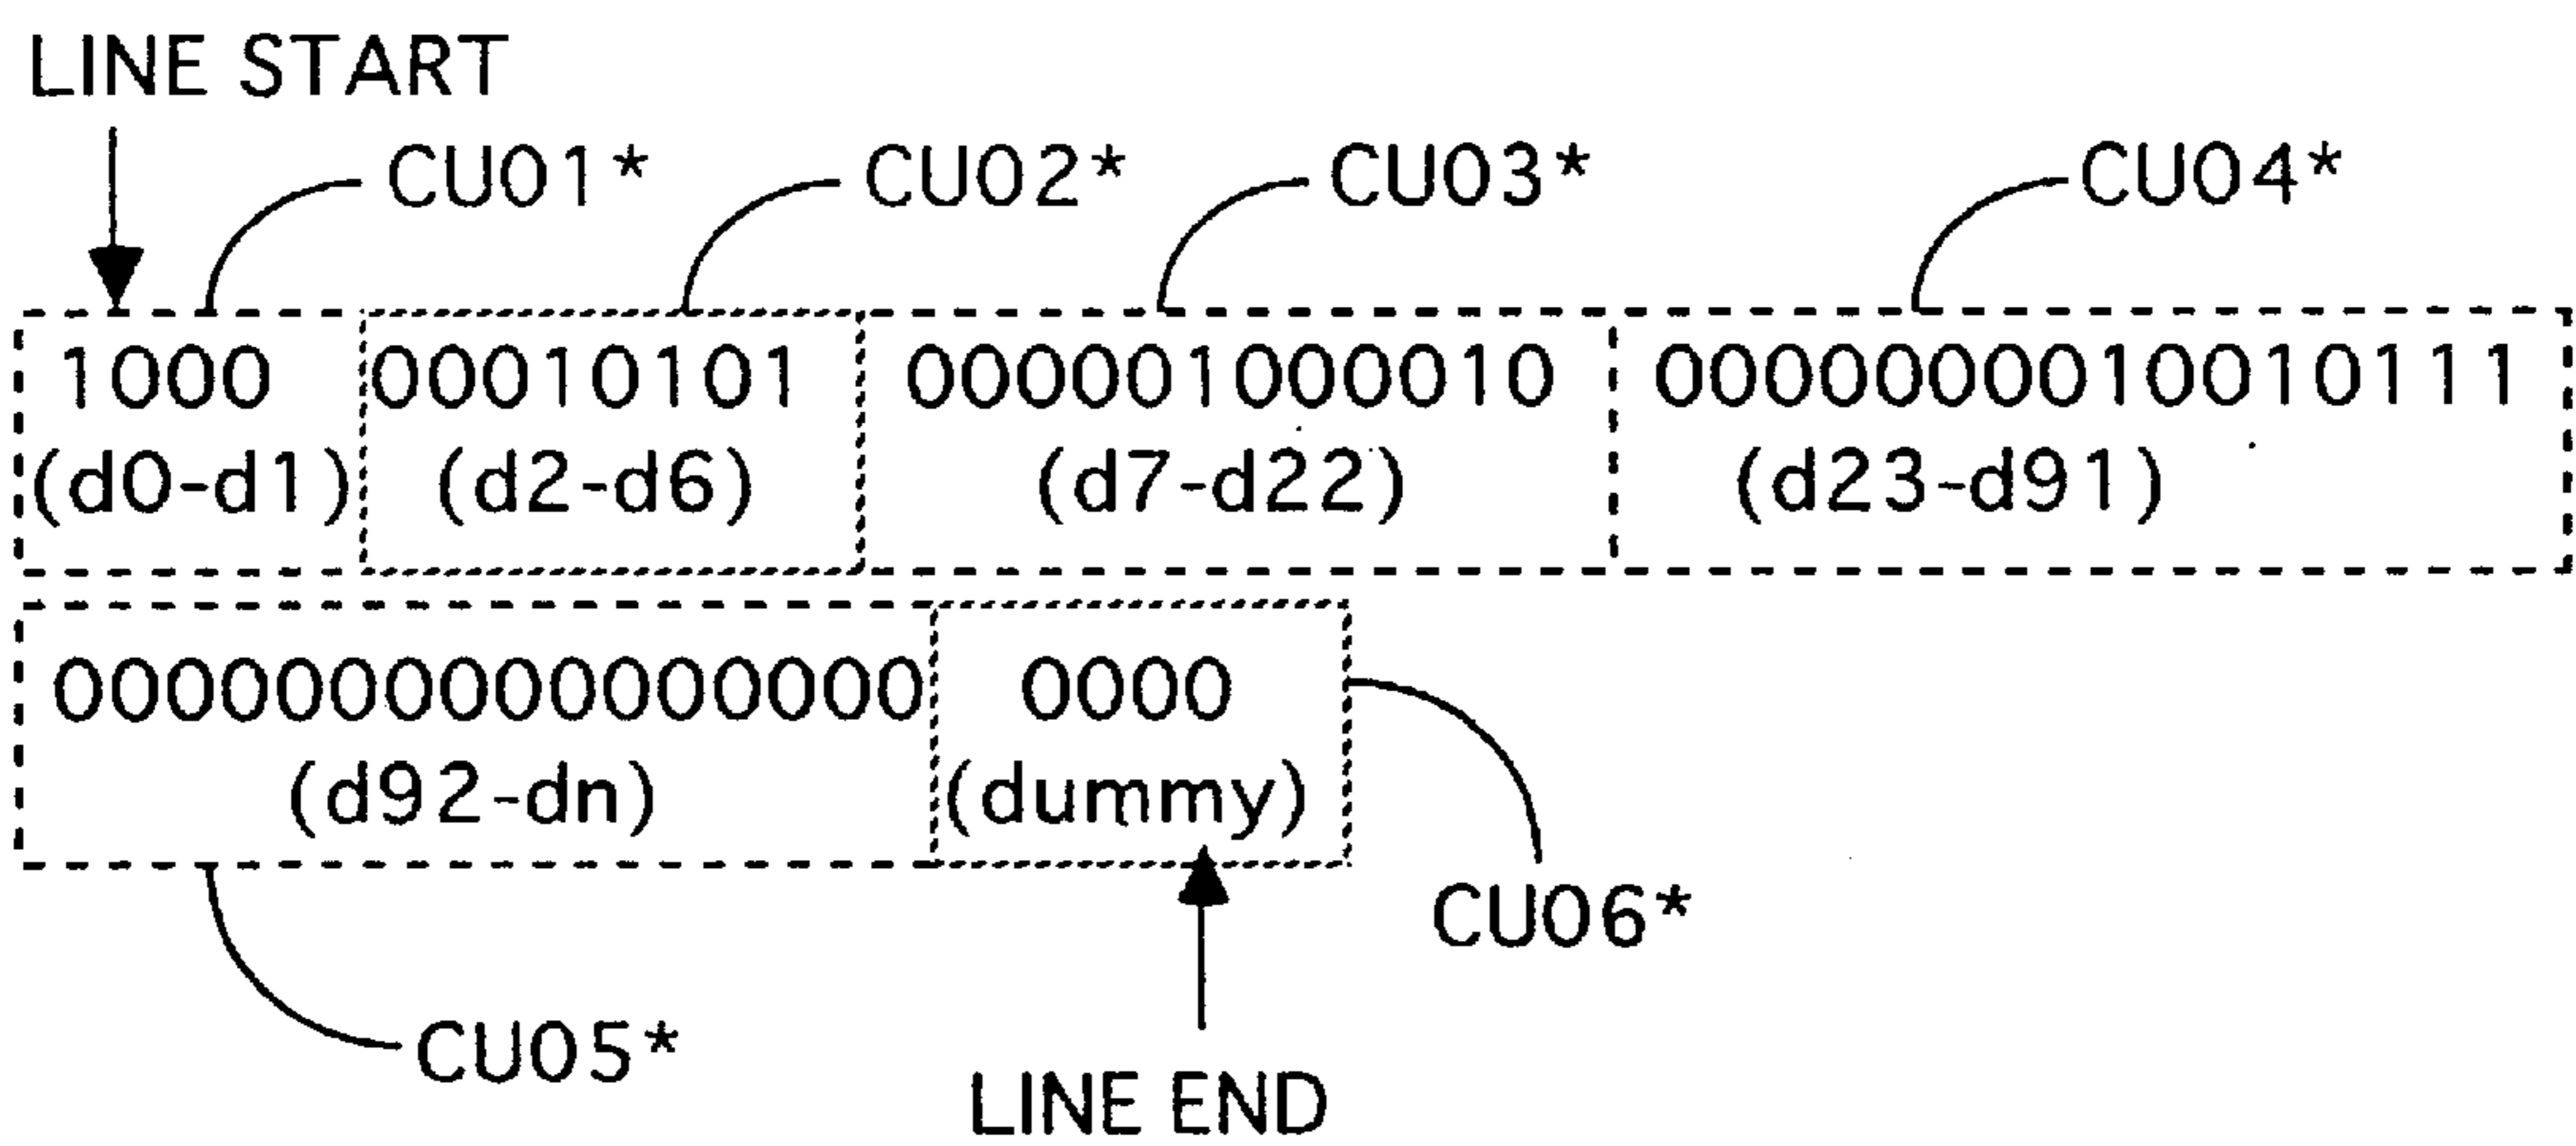 LINE START
CU01* CU02* CU03* CU04*
1000 00010101 000001000010 0000000010010111
(d0-d1) (d2-d6) (d7-d22) (d23-d91)
0000000000000000 0000
(d92-dn) (dummy)
CU06*
CU05*
LINE END